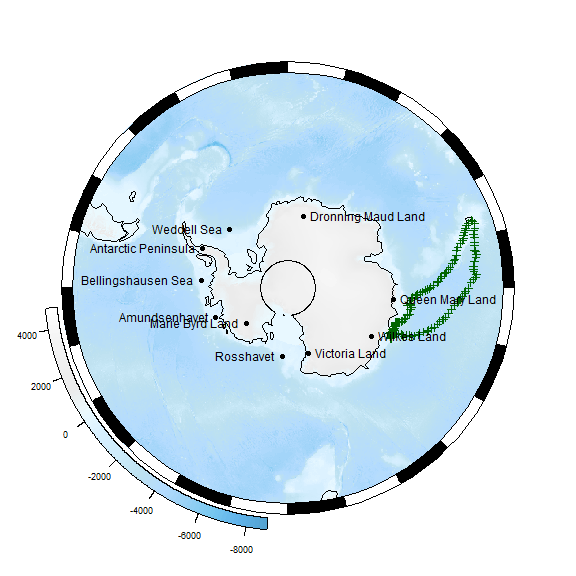 Dronning Maud Land
Weddell Sea
Antarctic Peninsula
Bellingshausen Sea
Queen Mary Land
Amundsenhavet
Marie Byrd Land
Wilkes Land
Rosshavet
Victoria Land
4000
2000
0
-2000
-4000
-6000
-8000